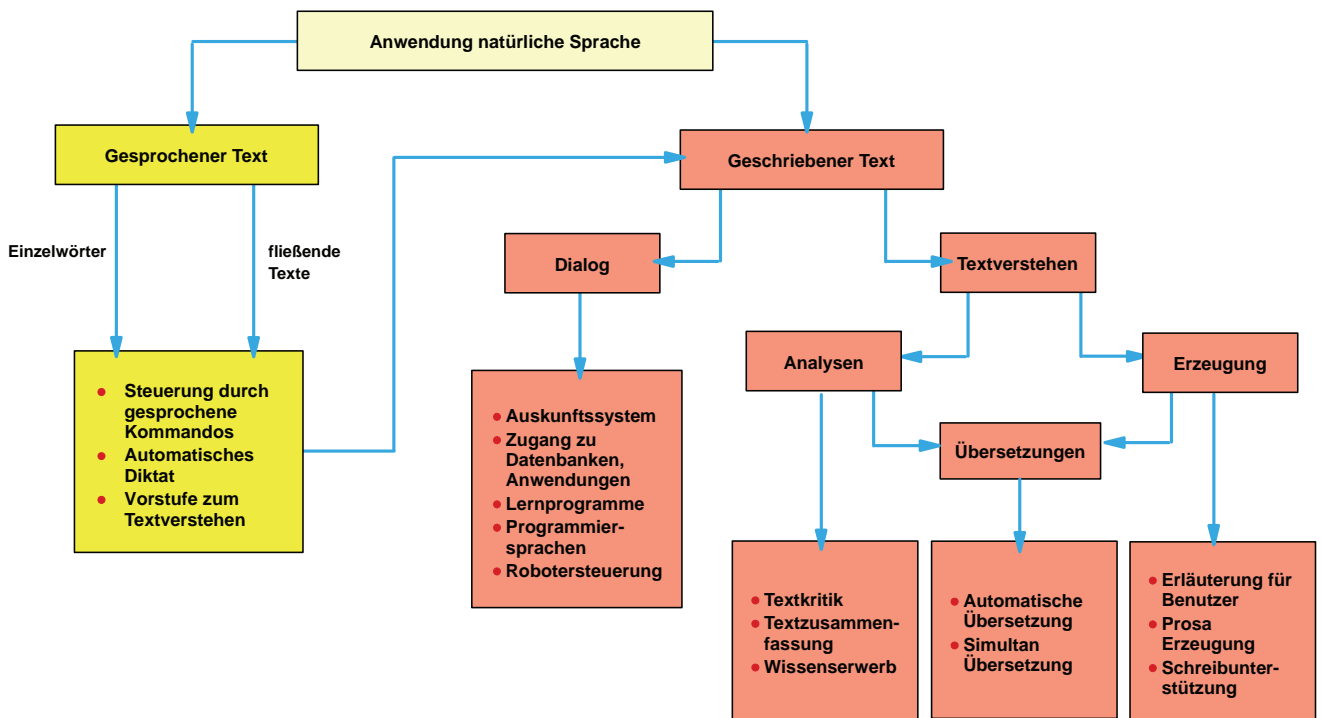 Anwendung natürliche Sprache
Gesprochener Text
Geschriebener Text
Einzelwörter
fließende
Texte
Dialog
Textverstehen
Analysen
Erzeugung
Übersetzungen
Steuerung durch
gesprochene
Kommandos
Automatisches
Diktat
Vorstufe zum
Textverstehen
Auskunftssystem
Zugang zu
Datenbanken,
Anwendungen
Lernprogramme
Programmier-
sprachen
Robotersteuerung
Textkritik
Textzusammen-
fassung
Wissenserwerb
Automatische
Übersetzung
Simultan
Übersetzung
Erläuterung für
Benutzer
Prosa
Erzeugung
Schreibunter-
stützung